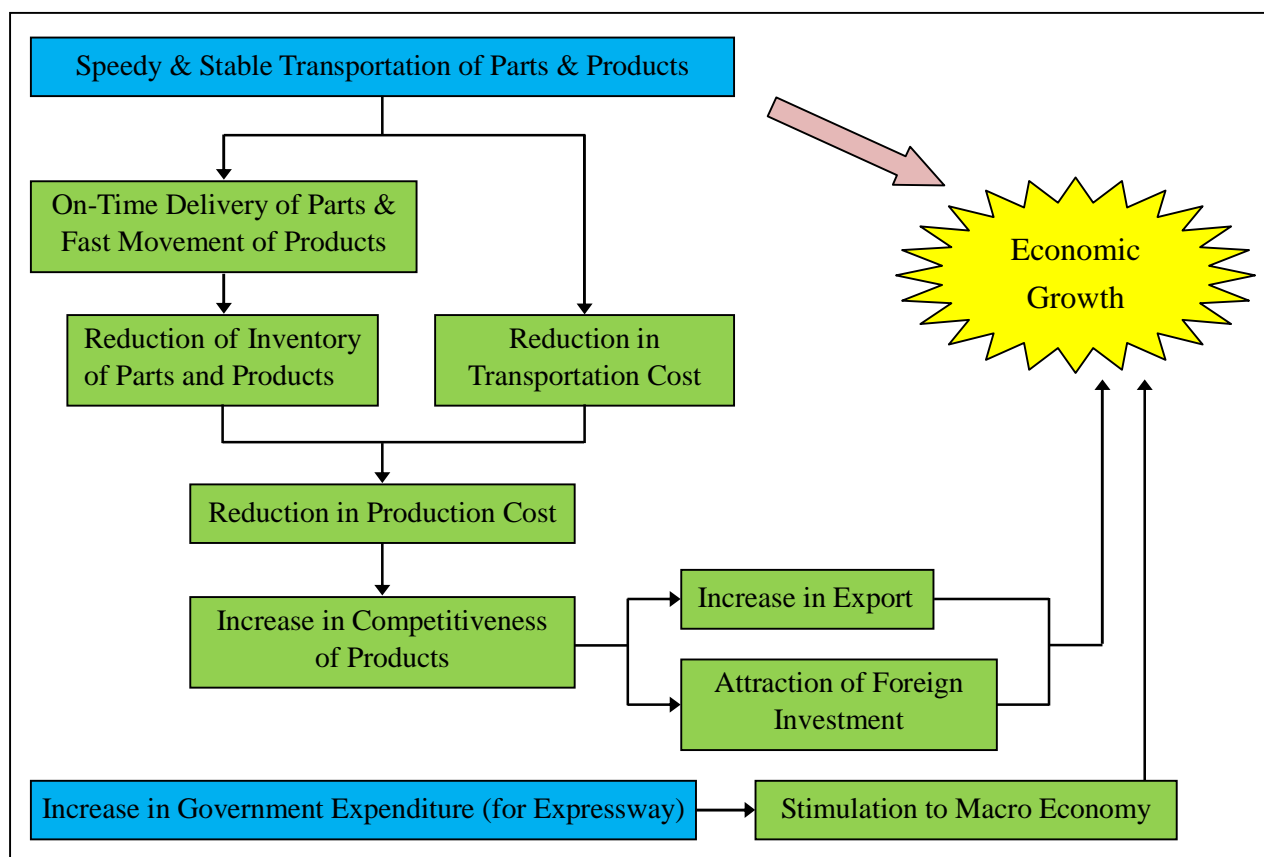 Speedy & Stable Transportation of Parts & Products
On-Time Delivery of Parts &
Fast Movement of Products
Economic
Growth
Reduction of Inventory
of Parts and Products
Reduction in
Transportation Cost
Reduction in Production Cost
Increase in Competitiveness
of Products
Increase in Export
Attraction of Foreign
Investment
Increase in Government Expenditure (for Expressway)
Stimulation to Macro Economy